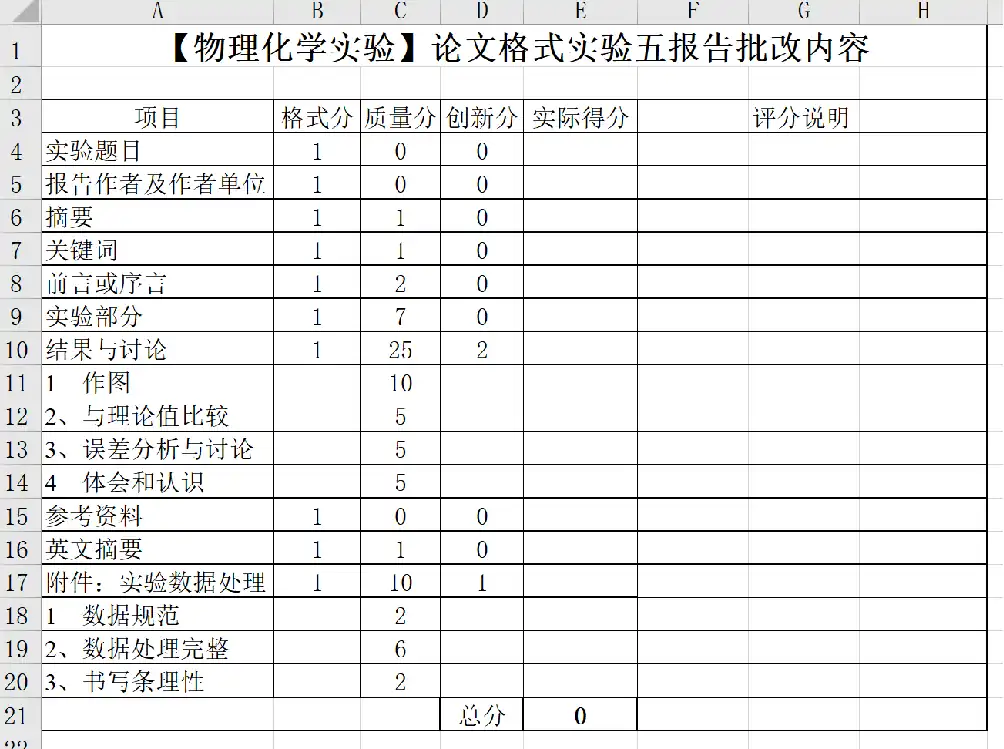 A B C D E F G H
1 【物理化学实验】论文格式实验五报告批改内容
2
3 项目 格式分 质量分 创新分 实际得分 评分说明
4 实验题目 1 0 0
5 报告作者及作者单位 1 0 0
6 摘要 1 1 0
7 关键词 1 1 0
8 前言或序言 1 2 0
9 实验部分 1 7 0
10 结果与讨论 1 25 2
11 1 作图 10
12 2、与理论值比较 5
13 3、误差分析与讨论 5
14 4 体会和认识 5
15 参考资料 1 0 0
16 英文摘要 1 1 0
17 附件：实验数据处理 1 10 1
18 1 数据规范 2
19 2、数据处理完整 6
20 3、书写条理性 2
21 总分 0